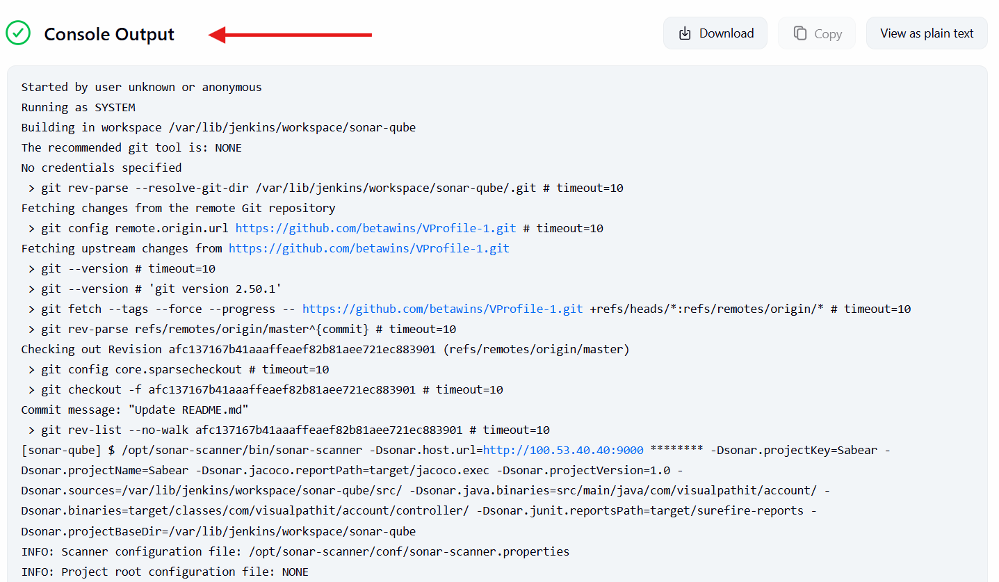 Console Output
Download
Copy
View as plain text
Started by user unknown or anonymous
Running as SYSTEM
Building in workspace /var/lib/jenkins/workspace/sonar-qube
The recommended git tool is: NONE
No credentials specified
> git rev-parse --resolve-git-dir /var/lib/jenkins/workspace/sonar-qube/.git # timeout=10
Fetching changes from the remote Git repository
> git config remote.origin.url https://github.com/betawins/VProfile-1.git # timeout=10
Fetching upstream changes from https://github.com/betawins/VProfile-1.git
> git --version # timeout=10
> git --version # 'git version 2.50.1'
> git fetch --tags --force --progress -- https://github.com/betawins/VProfile-1.git +refs/heads/*:refs/remotes/origin/* # timeout=10
> git rev-parse refs/remotes/origin/master^{commit} # timeout=10
Checking out Revision afc137167b41aaaffeaef82b81aee721ec883901 (refs/remotes/origin/master)
> git config core.sparsecheckout # timeout=10
> git checkout -f afc137167b41aaaffeaef82b81aee721ec883901 # timeout=10
Commit message: "Update README.md"
> git rev-list --no-walk afc137167b41aaaffeaef82b81aee721ec883901 # timeout=10
[sonar-qube] $ /opt/sonar-scanner/bin/sonar-scanner -Dsonar.host.url=http://100.53.40.40:9000 ******** -Dsonar.projectKey=Sabear -
Dsonar.projectName=Sabear -Dsonar.jacoco.reportPath=target/jacoco.exec -Dsonar.projectVersion=1.0 -
Dsonar.sources=/var/lib/jenkins/workspace/sonar-qube/src/ -Dsonar.java.binaries=src/main/java/com/visualpathit/account/ -
Dsonar.binaries=target/classes/com/visualpathit/account/controller/ -Dsonar.junit.reportsPath=target/surefire-reports -
Dsonar.projectBaseDir=/var/lib/jenkins/workspace/sonar-qube
INFO: Scanner configuration file: /opt/sonar-scanner/conf/sonar-scanner.properties
INFO: Project root configuration file: NONE